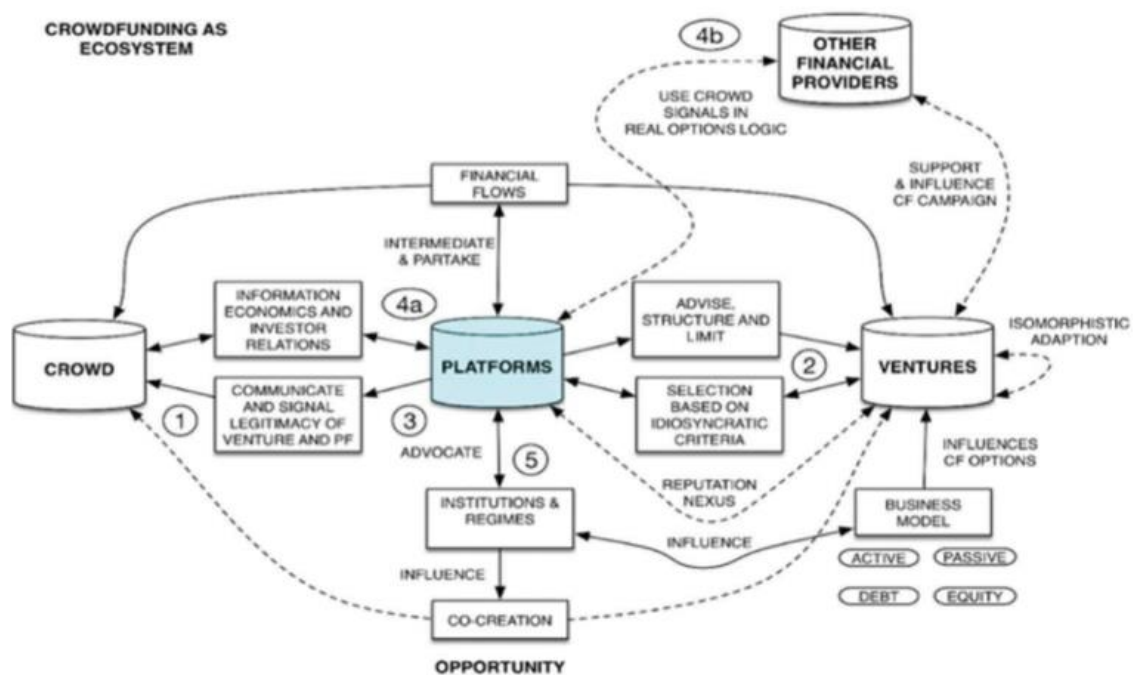 CROWDFUNDING AS
ECOSYSTEM
4b
OTHER
FINANCIAL
PROVIDERS
USE CROWD
SIGNALS IN
REAL OPTIONS LOGIC
SUPPORT
& INFLUENCE
CF CAMPAIGN
FINANCIAL
FLOWS
INTERMEDIATE
& PARTAKE
INFORMATION
ECONOMICS AND
INVESTOR
RELATIONS
4a
ADVISE,
STRUCTURE AND
LIMIT
ISOMORPHISTIC
ADAPTION
CROWD
PLATFORMS
VENTURES
2
COMMUNICATE
AND SIGNAL
LEGITIMACY OF
VENTURE AND PF
1
3
SELECTION
BASED ON
IDIOSYNCRATIC
CRITERIA
ADVOCATE
5
INFLUENCES
CF OPTIONS
REPUTATION
NEXUS
INSTITUTIONS &
REGIMES
BUSINESS
MODEL
INFLUENCE
ACTIVE
PASSIVE
INFLUENCE
DEBT
EQUITY
CO-CREATION
OPPORTUNITY